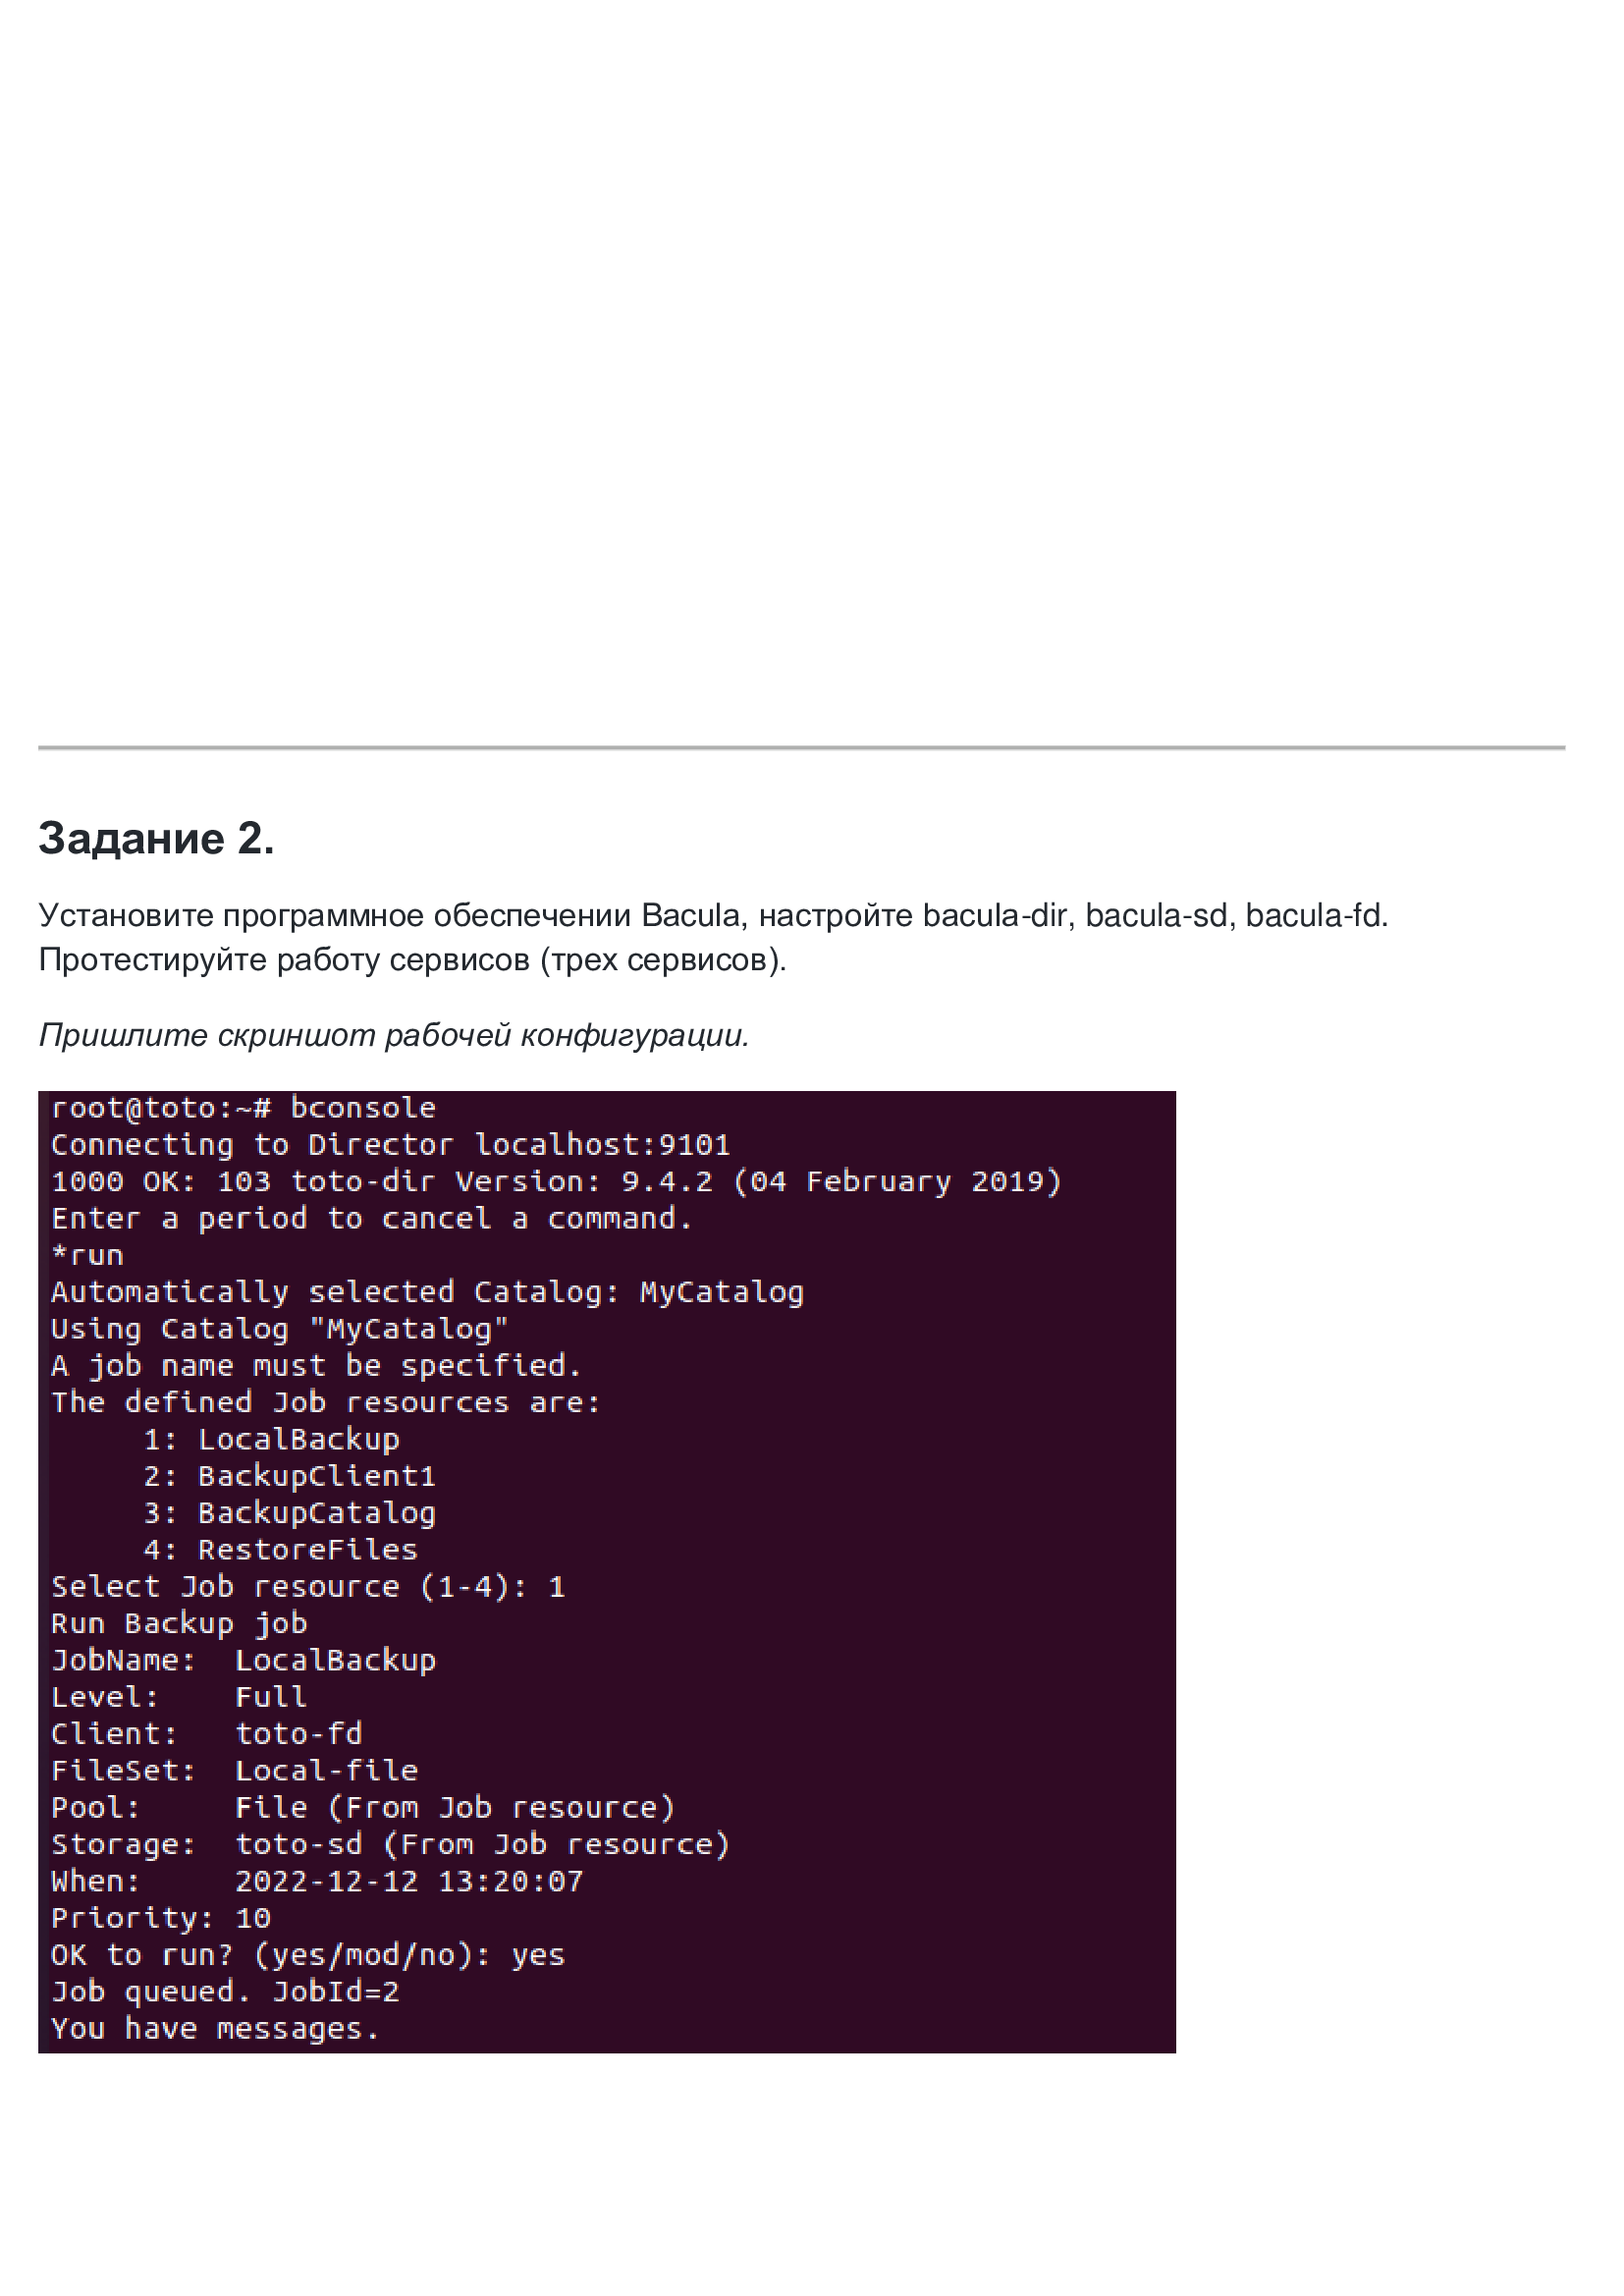 Задание 2.
Установите программное обеспечении Bacula, настройте bacula-dir, bacula-sd, bacula-fd.
Протестируйте работу сервисов (трех сервисов).
Пришлите скриншот рабочей конфигурации.
root@toto:~# bconsole
Connecting to Director localhost:9101
1000 OK: 103 toto-dir Version: 9.4.2 (04 February 2019)
Enter a period to cancel a command.
*run
Automatically selected Catalog: MyCatalog
Using Catalog "MyCatalog"
A job name must be specified.
The defined Job resources are:
     1: LocalBackup
     2: BackupClient1
     3: BackupCatalog
     4: RestoreFiles
Select Job resource (1-4): 1
Run Backup job
JobName:  LocalBackup
Level:    Full
Client:   toto-fd
FileSet:  Local-file
Pool:     File (From Job resource)
Storage:  toto-sd (From Job resource)
When:     2022-12-12 13:20:07
Priority: 10
OK to run? (yes/mod/no): yes
Job queued. JobId=2
You have messages.